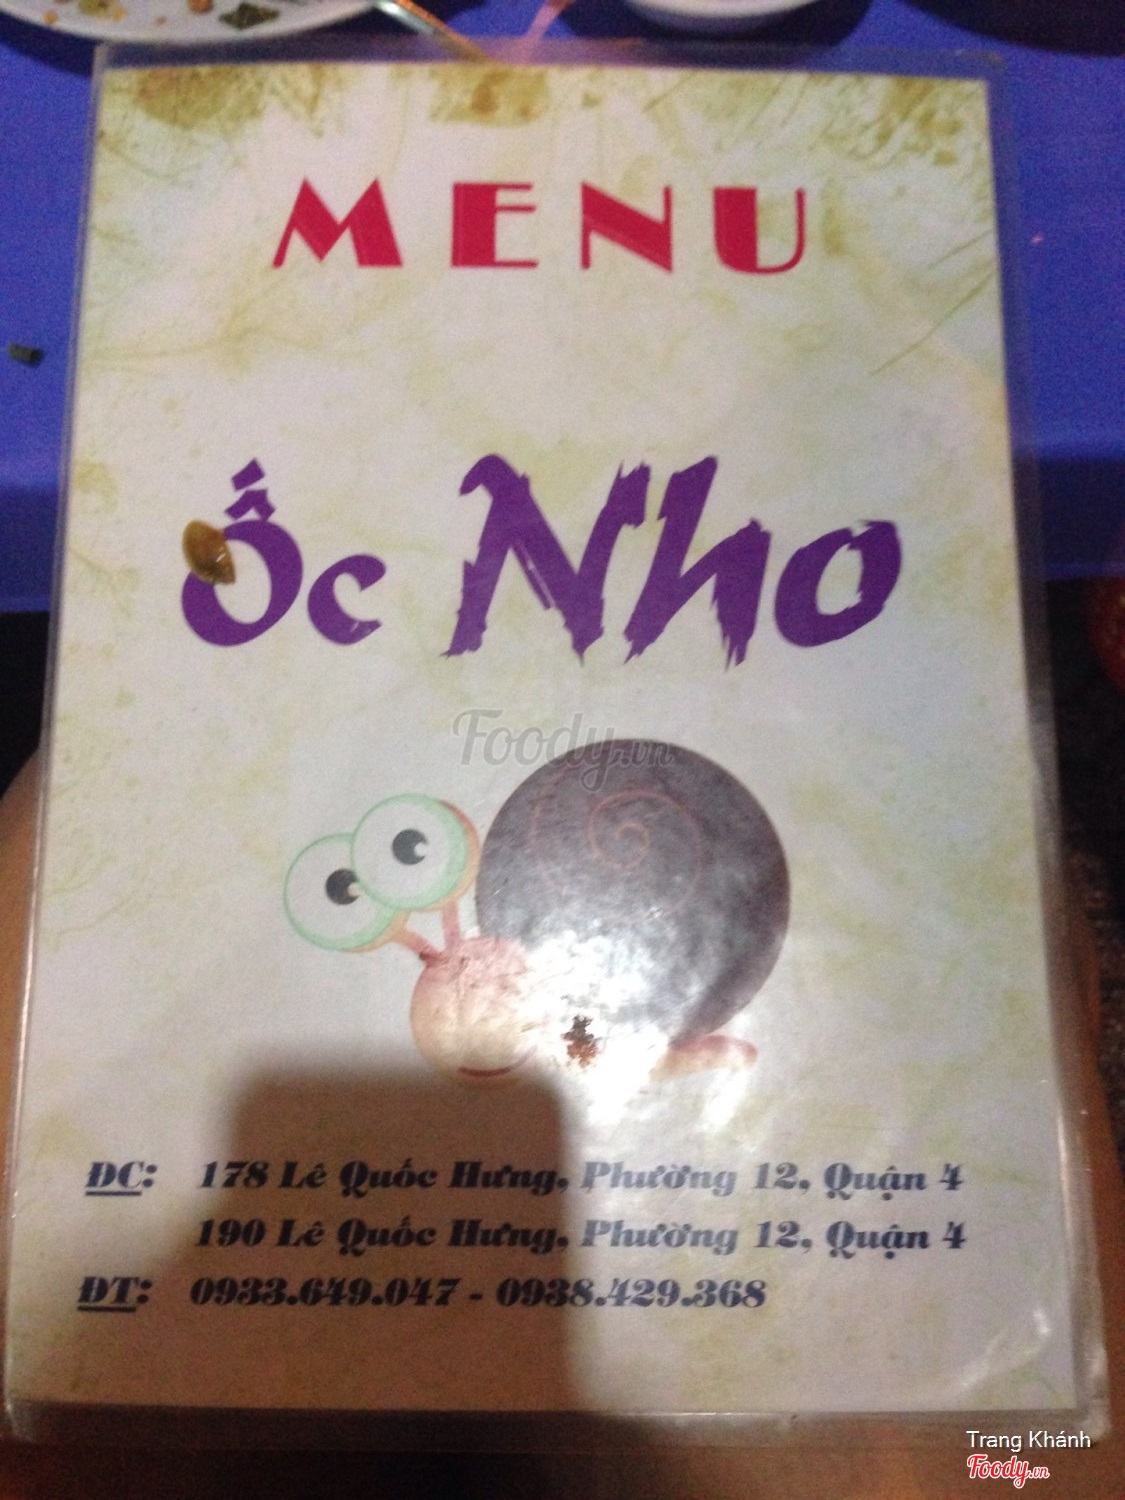 MENU
Ốc Nho
Foody.vn
ĐC: 178 Lê Quốc Hưng, Phường 12, Quận 4
190 Lê Quốc Hưng, Phường 12, Quận 4
ĐT: 0933.649.047 - 0938.429.368
Trang Khánh
Foody.vn